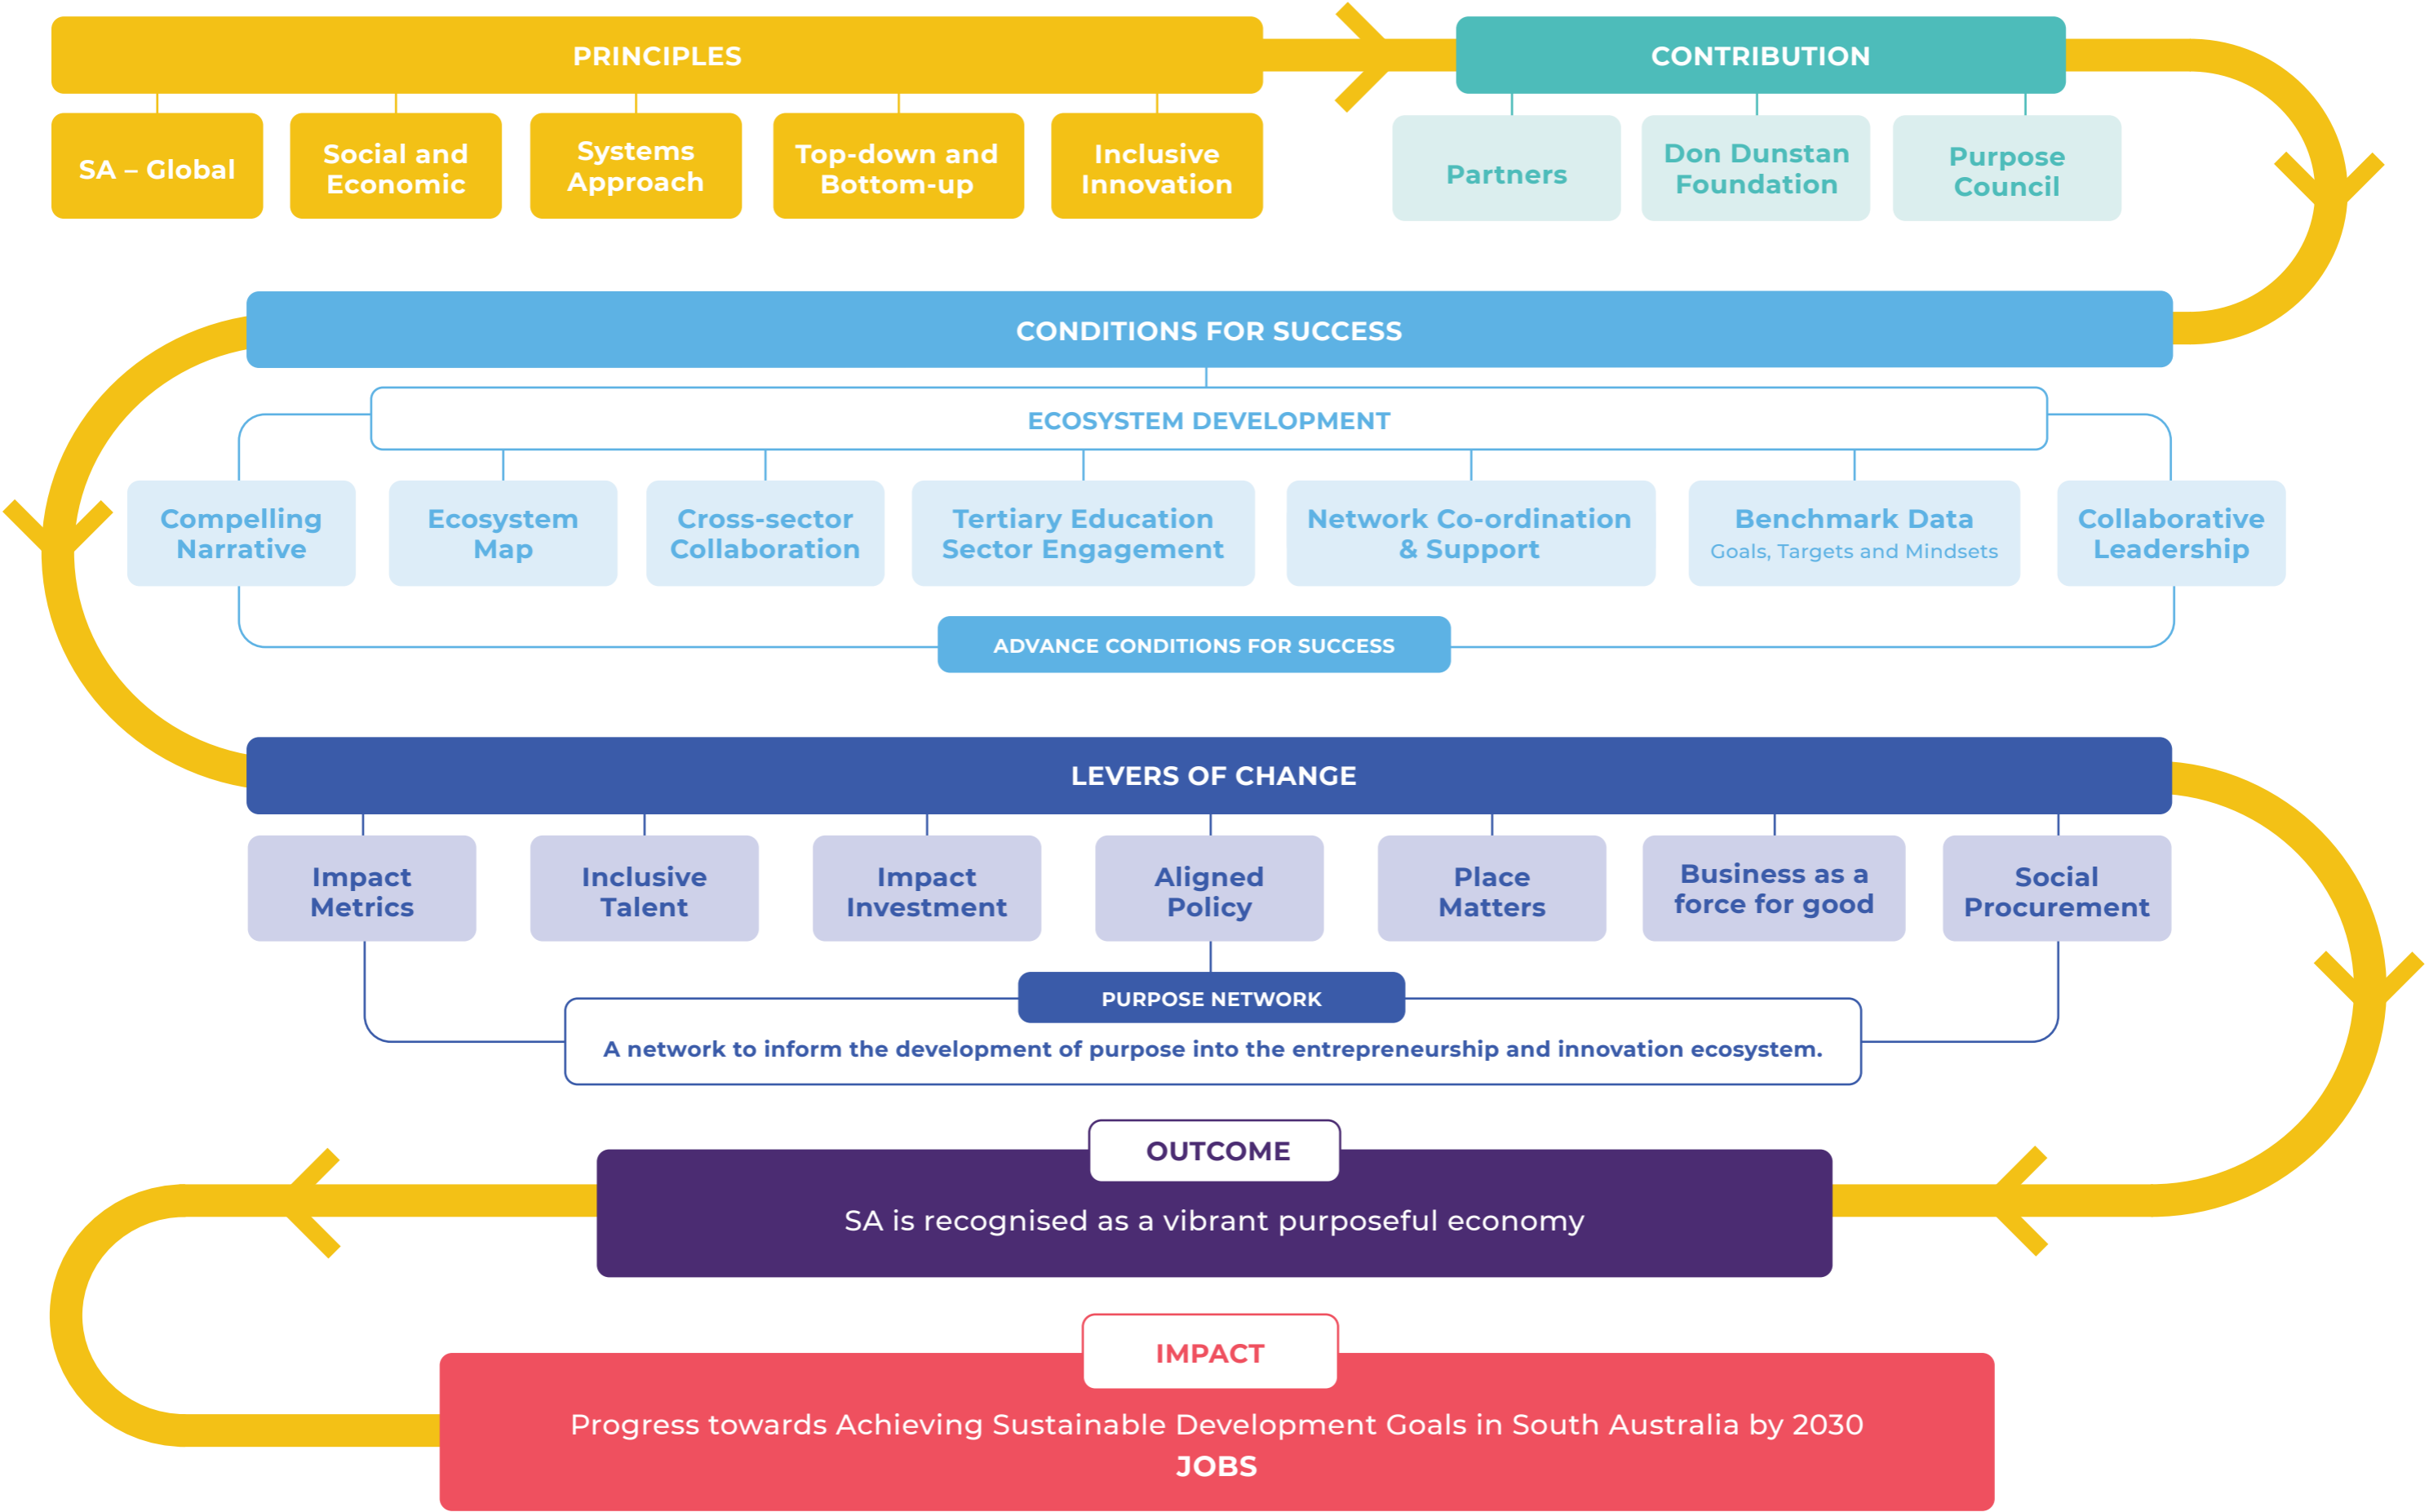 PRINCIPLES
SA – Global
Social and
Economic
Systems
Approach
Top-down and
Bottom-up
Inclusive
Innovation
CONTRIBUTION
Partners
Don Dunstan
Foundation
Purpose
Council
CONDITIONS FOR SUCCESS
ECOSYSTEM DEVELOPMENT
Compelling
Narrative
Ecosystem
Map
Cross-sector
Collaboration
Tertiary Education
Sector Engagement
Network Co-ordination
& Support
Benchmark Data
Goals, Targets and Mindsets
Collaborative
Leadership
ADVANCE CONDITIONS FOR SUCCESS
LEVERS OF CHANGE
Impact
Metrics
Inclusive
Talent
Impact
Investment
Aligned
Policy
Place
Matters
Business as a
force for good
Social
Procurement
PURPOSE NETWORK
A network to inform the development of purpose into the entrepreneurship and innovation ecosystem.
OUTCOME
SA is recognised as a vibrant purposeful economy
IMPACT
Progress towards Achieving Sustainable Development Goals in South Australia by 2030
JOBS